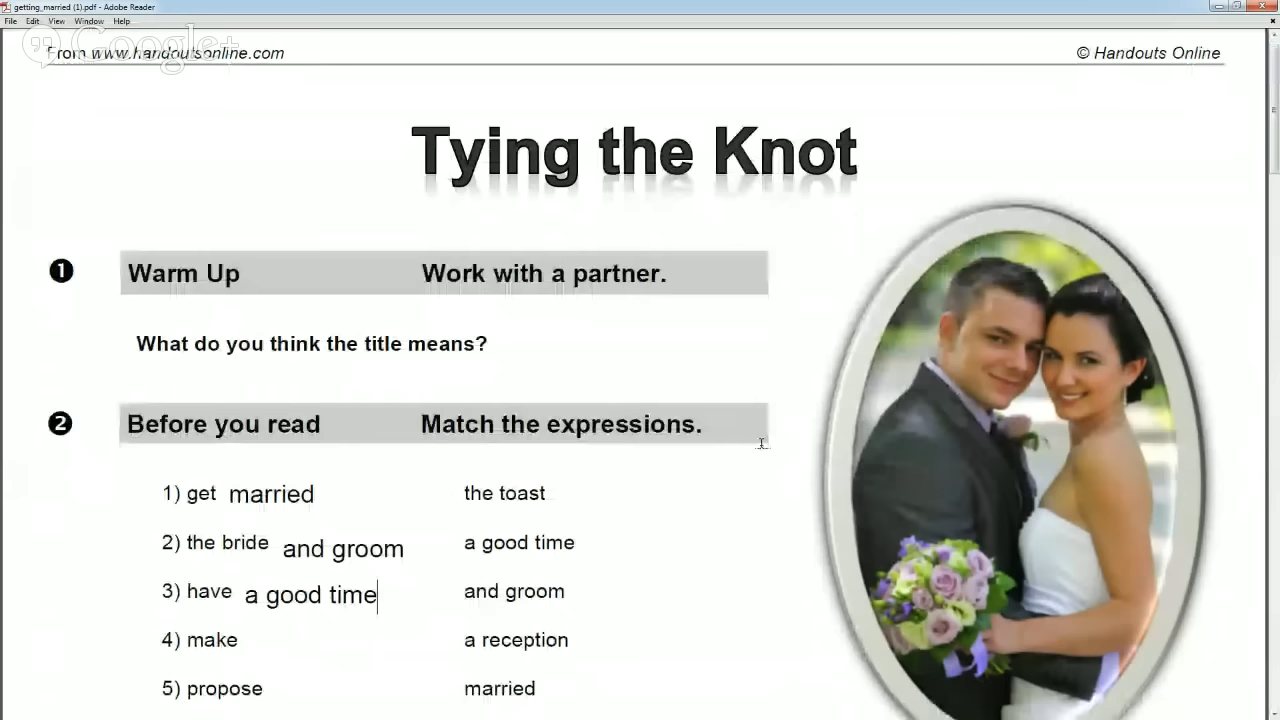 getting_married (1).pdf - Adobe Reader
File Edit View Window Help
Google+
From www.handoutsonline.com © Handouts Online
Tying the Knot
1 Warm Up Work with a partner.
What do you think the title means?
2 Before you read Match the expressions.
1) get married the toast
2) the bride and groom a good time
3) have a good time and groom
4) make a reception
5) propose married